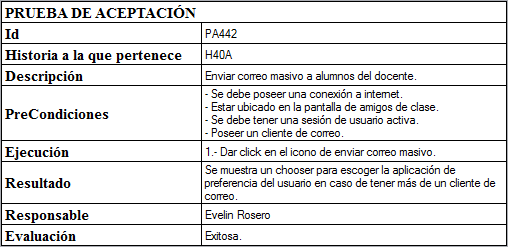 PRUEBA DE ACEPTACIÓN
Id PA442
Historia a la que pertenece H40A
Descripción Enviar correo masivo a alumnos del docente.
PreCondiciones - Se debe poseer una conexión a internet.
- Estar ubicado en la pantalla de amigos de clase.
- Se debe tener una sesión de usuario activa.
- Poseer un cliente de correo.
Ejecución 1.- Dar click en el icono de enviar correo masivo.
Resultado Se muestra un chooser para escoger la aplicación de
preferencia del usuario en caso de tener más de un cliente de
correo.
Responsable Evelin Rosero
Evaluación Exitosa.